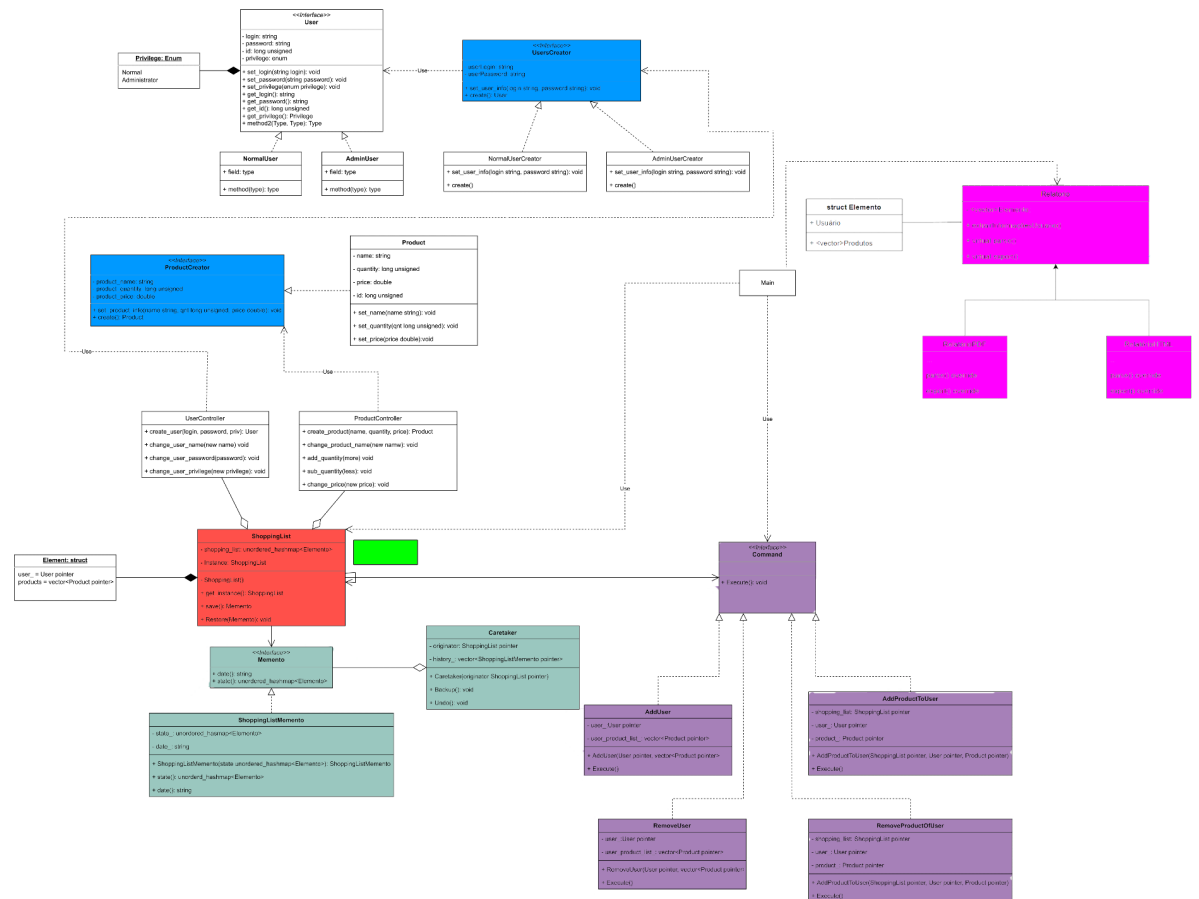 <<Interface>>
User
- login: string
- password: string
- id: long unsigned
- privilege: enum
+ set_login(string login): void
+ set_password(string password): void
+ set_privilege(enum privilege): void
+ get_login(): string
+ get_password(): string
+ get_id(): long unsigned
+ get_privilege(): Privilege
+ method2(Type, Type): Type
Privilege: Enum
Normal
Administrator
Use
<<Interface>>
UsersCreator
+ create(): User
NormalUser
+ field: type
+ method(type): type
AdminUser
+ field: type
+ method(type): type
NormalUserCreator
+ set_user_info(login string, password string): void
+ create()
AdminUserCreator
+ set_user_info(login string, password string): void
+ create()
struct Elemento
+ Usuário
+ <vector>Produtos
<<Interface>>
ProductCreator
product_name: string
product_quantity: long unsigned
product_price: double
+ create(): Product
Product
- name: string
- quantity: long unsigned
- price: double
- id: long unsigned
+ set_name(name string): void
+ set_quantity(qnt long unsigned): void
+ set_price(price double):void
Main
Use
Use
Use
Use
UserController
+ create_user(login, password, priv): User
+ change_user_name(new name) void
+ change_user_password(password): void
+ change_user_privilege(new privilege): void
ProductController
+ create_product(name, quantity, price): Product
+ change_product_name(new namw): void
+ add_quantity(more) void
+ sub_quantity(less): void
+ change_price(new price): void
ShoppingList
- shopping_list: unordered_hashmap<Elemento>
- Instance: ShoppingList
- ShoppingList()
+ get_instance(): ShoppingList
+ save(): Memento
+ Restore(Memento): void
Element: struct
user_ = User pointer
products = vector<Product pointer>
<<Interface>>
Command
+ Execute(): void
<<Interface>>
Memento
+ date(): string
+ state(): unordered_hashmap<Elemento>
Caretaker
- originator: ShoppingList pointer
- history_: vector<ShoppingListMemento pointer>
+ Caretaker(originator ShoppingList pointer)
+ Backup(): void
+ Undo(): void
ShoppingListMemento
- state_: unordered_hasmap<Elemento>
- date_: string
+ ShoppingListMemento(state unordered_hashmap<Elemento>): ShoppingListMemento
+ state(): unorderd_hashmap<Elemento>
+ date(): string
AddUser
- user_: User pointer
- user_product_list_: vector<Product pointer>
+ AddUser(User pointer, vector<Product pointer>
+ Execute()
AddProductToUser
- shopping_list: ShoppingList pointer
- user_: User pointer
- product_: Product pointer
+ AddProductToUser(ShoppingList pointer, User pointer, Product pointer)
+ Execute()
RemoveUser
- user_: User pointer
- user_product_list_: vector<Product pointer>
+ RemoveUser(User pointer, vector<Product pointer>
+ Execute()
RemoveProductOfUser
- shopping_list: ShoppingList pointer
- user_: User pointer
- product_: Product pointer
+ AddProductToUser(ShoppingList pointer, User pointer, Product pointer)
+ Execute()